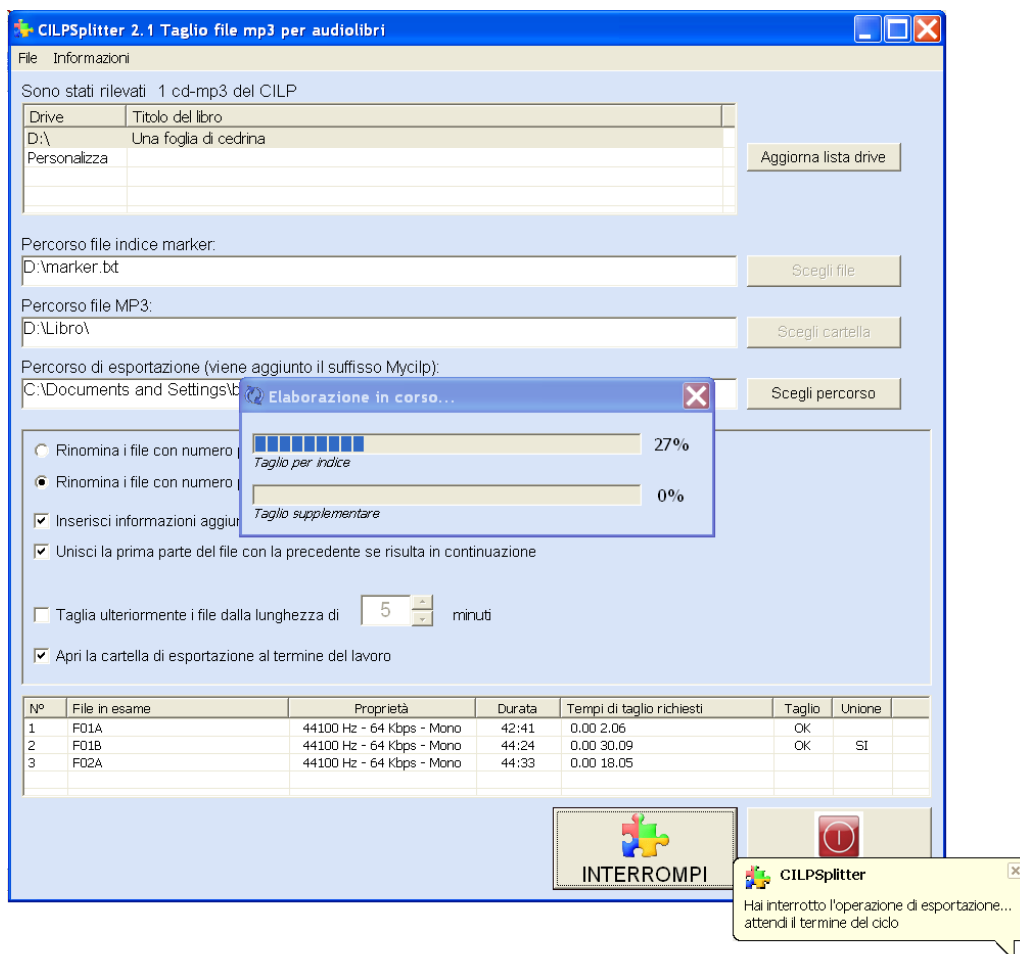 CILPSplitter 2.1 Taglio file mp3 per audiolibri
File Informazioni
Sono stati rilevati 1 cd-mp3 del CILP
Drive Titolo del libro
D:\ Una foglia di cedrina
Personalizza
Aggiorna lista drive
Percorso file indice marker:
D:\marker.txt
Scegli file
Percorso file MP3:
D:\Libro\
Scegli cartella
Percorso di esportazione (viene aggiunto il suffisso Mycilp):
C:\Documents and Settings\
Scegli percorso
Elaborazione in corso...
27%
Taglio per indice
0%
Taglio supplementare
Rinomina i file con numero
Rinomina i file con numero
Inserisci informazioni
Unisci la prima parte del file con la precedente se risulta in continuazione
Taglia ulteriormente i file dalla lunghezza di 5 minuti
Apri la cartella di esportazione al termine del lavoro
Nº File in esame Proprietà Durata Tempi di taglio richiesti Taglio Unione
1 F01A 44100 Hz - 64 Kbps - Mono 42:41 0.00 2.06 OK
2 F01B 44100 Hz - 64 Kbps - Mono 44:24 0.00 30.09 OK SI
3 F02A 44100 Hz - 64 Kbps - Mono 44:33 0.00 18.05
INTERROMPI
CILPSplitter
Hai interrotto l'operazione di esportazione...
attendi il termine del ciclo